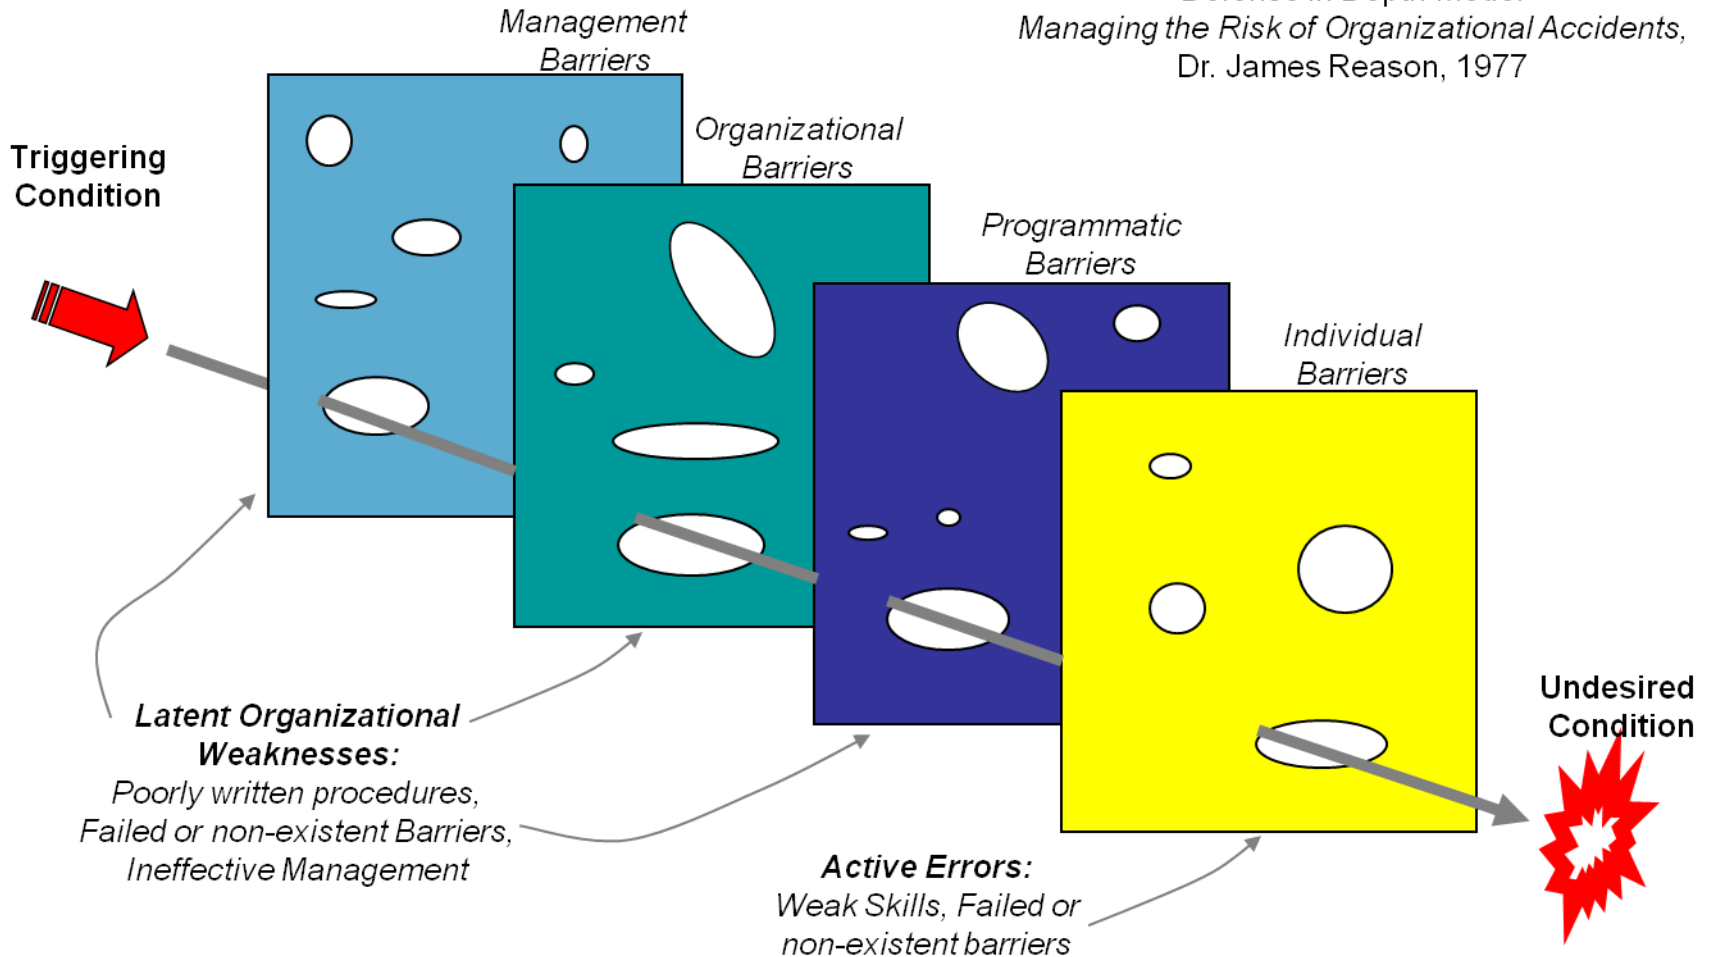 Management
Barriers
Managing the Risk of Organizational Accidents,
Dr. James Reason, 1977
Organizational
Barriers
Triggering
Condition
Programmatic
Barriers
Individual
Barriers
Latent Organizational
Weaknesses:
Poorly written procedures,
Failed or non-existent Barriers,
Ineffective Management
Undesired
Condition
Active Errors:
Weak Skills, Failed or
non-existent barriers